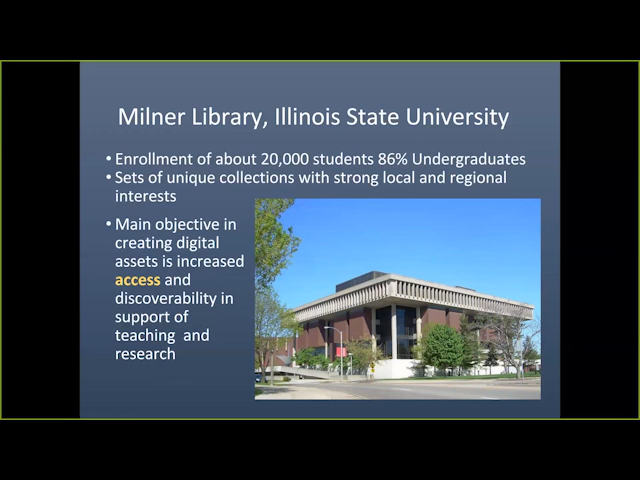 Milner Library, Illinois State University
• Enrollment of about 20,000 students 86% Undergraduates
• Sets of unique collections with strong local and regional
interests
• Main objective in
creating digital
assets is increased
access and
discoverability in
support of
teaching and
research